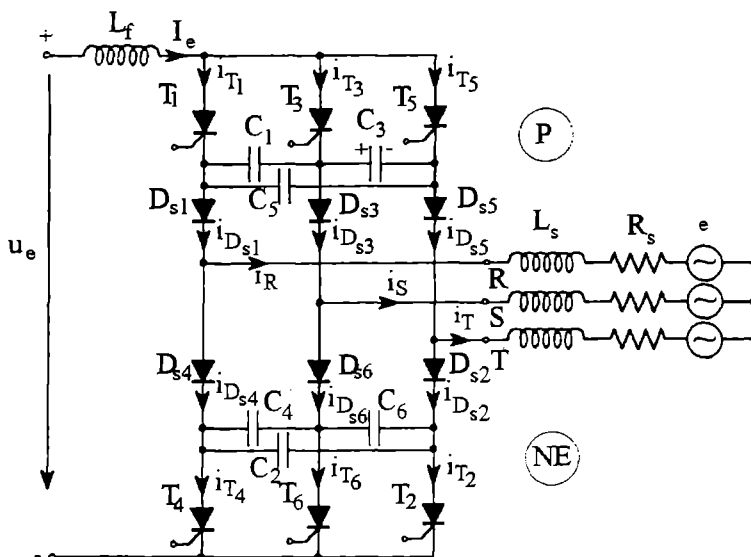 + L_f I_e
i_T1 i_T3 i_T5
T_1 T_3 T_5
C_1 C_3 P
+ -
D_s1 C_5 D_s3 D_s5
L_s R_s e
u_e i_Ds1 i_Ds3 i_Ds5
i_R R
i_S S
i_T T
D_s4 D_s6 D_s2
i_Ds4 C_4 i_Ds6 C_6 i_Ds2
C_2 NE
i_T4 i_T6 i_T2
T_4 T_6 T_2
-